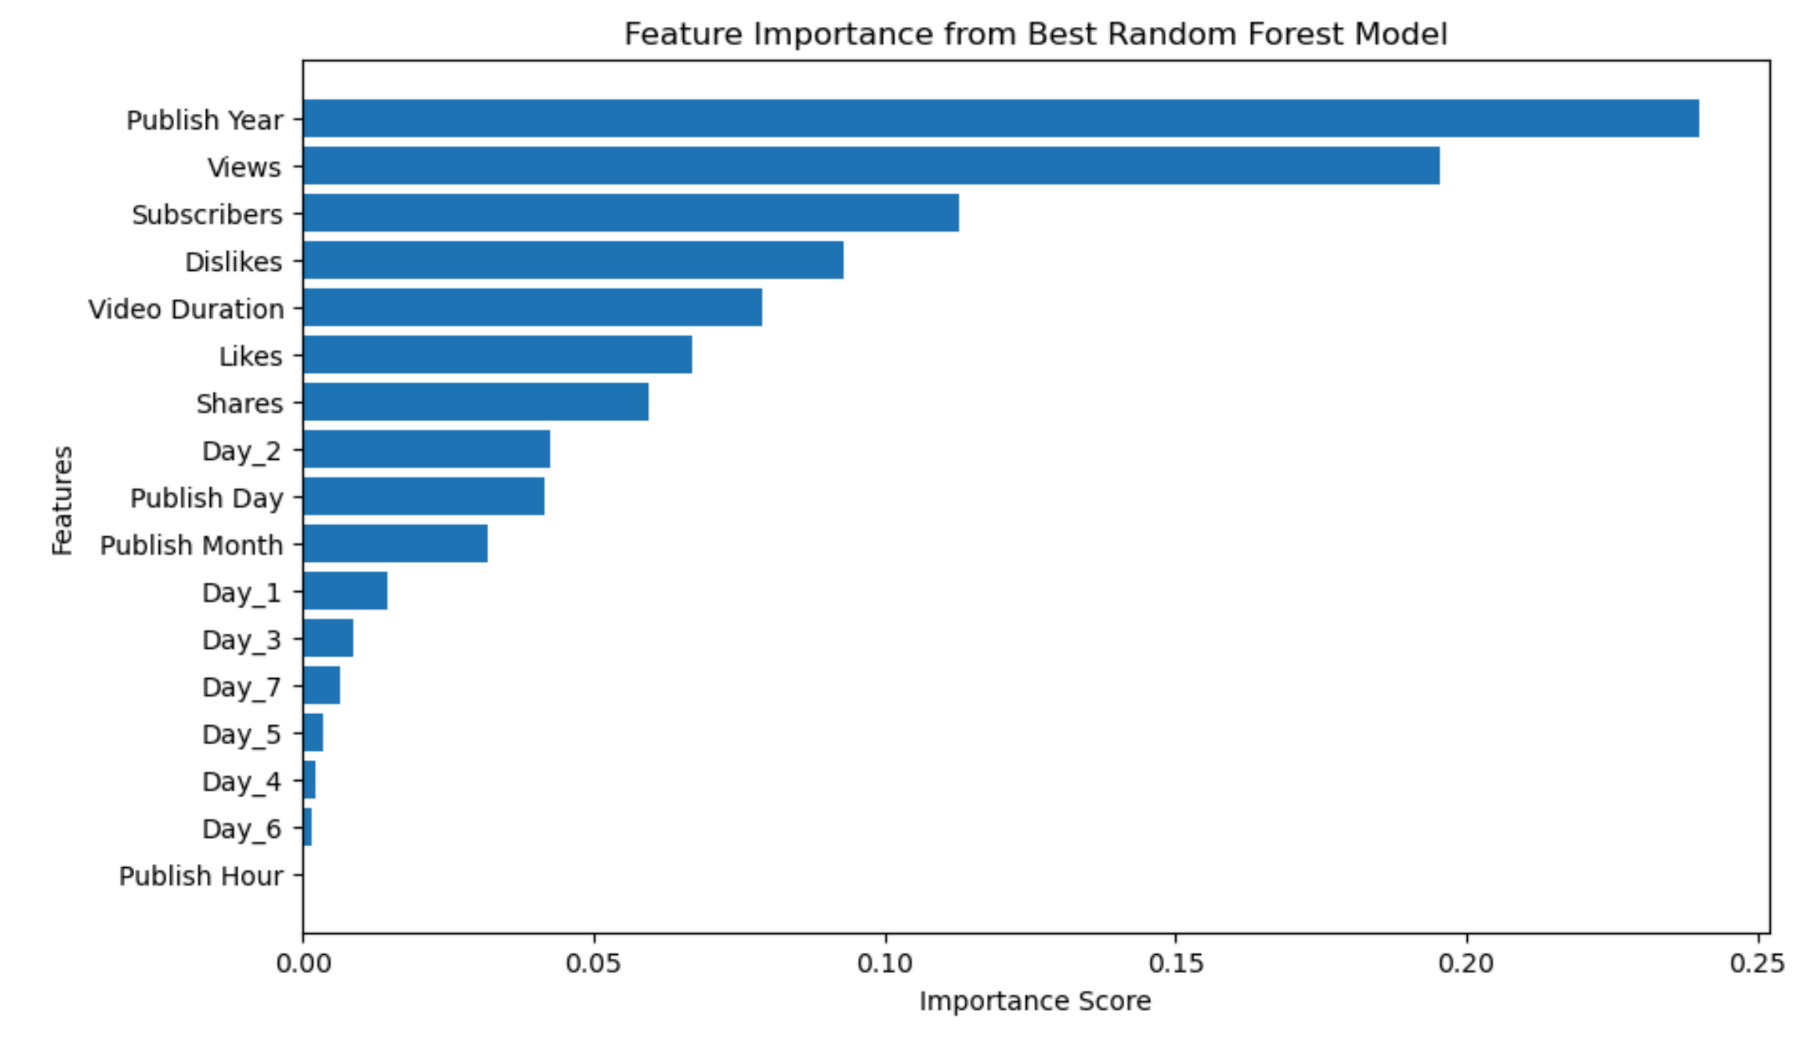 Feature Importance from Best Random Forest Model
Publish Year
Views
Subscribers
Dislikes
Video Duration
Likes
Shares
Day_2
Publish Day
Publish Month
Day_1
Day_3
Day_7
Day_5
Day_4
Day_6
Publish Hour
Features
0.00 0.05 0.10 0.15 0.20 0.25
Importance Score